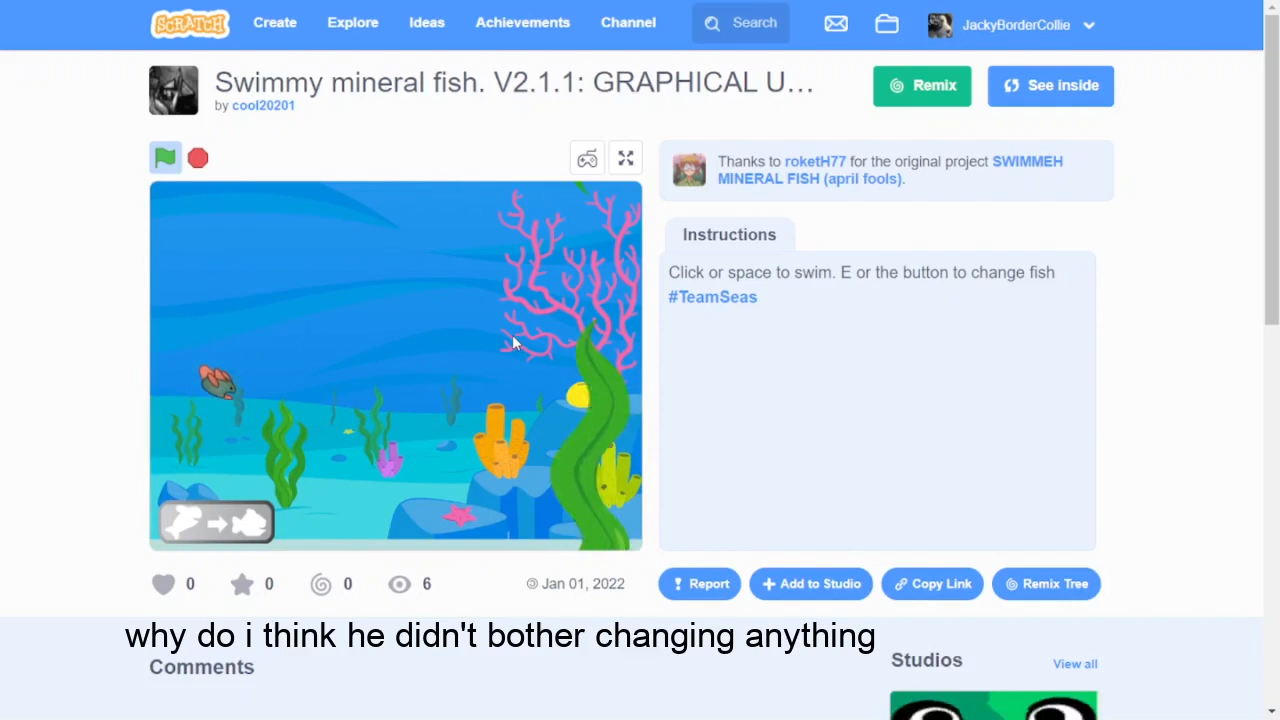 SCRATCH
Create
Explore
Ideas
Achievements
Channel
Search
JackyBorderCollie
Swimmy mineral fish. V2.1.1: GRAPHICAL U...
by cool20201
Remix
See inside
Thanks to roketH77 for the original project SWIMMEH
MINERAL FISH (april fools).
Instructions
Click or space to swim. E or the button to change fish
#TeamSeas
0
0
0
6
© Jan 01, 2022
Report
Add to Studio
Copy Link
Remix Tree
why do i think he didn't bother changing anything
Comments
Studios
View all